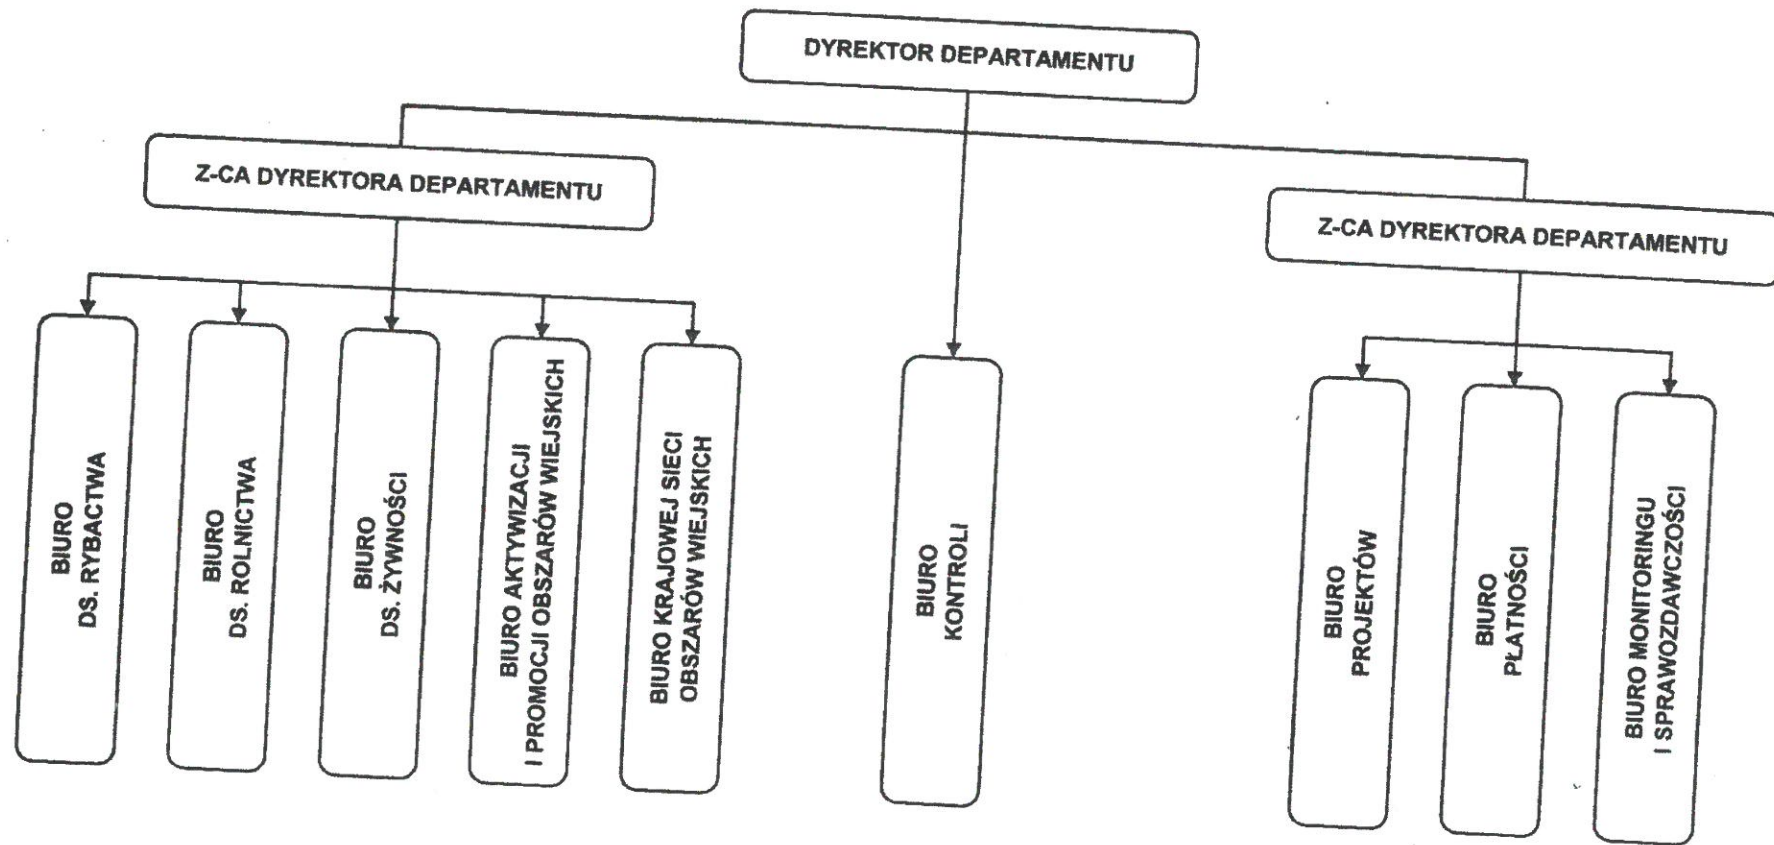 DYREKTOR DEPARTAMENTU
Z-CA DYREKTORA DEPARTAMENTU
Z-CA DYREKTORA DEPARTAMENTU
BIURO
DS. RYBACTWA
BIURO
DS. ROLNICTWA
BIURO
DS. ŻYWNOŚCI
BIURO AKTYWIZACJI
I PROMOCJI OBSZARÓW WIEJSKICH
BIURO KRAJOWEJ SIECI
OBSZARÓW WIEJSKICH
BIURO
KONTROLI
BIURO
PROJEKTÓW
BIURO
PŁATNOŚCI
BIURO MONITORINGU
I SPRAWOZDAWCZOŚCI